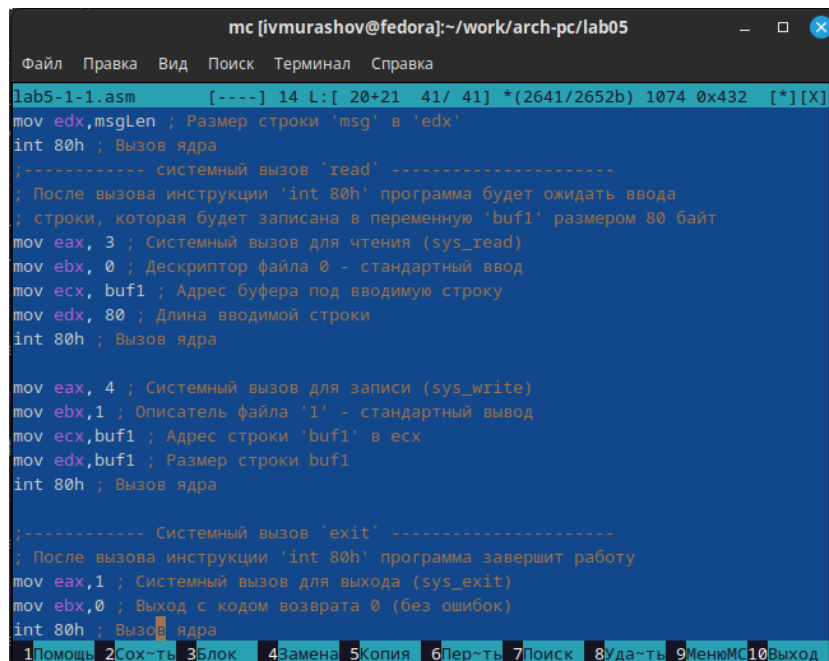 mc [ivmurashov@fedora]:~/work/arch-pc/lab05
Файл Правка Вид Поиск Терминал Справка
lab5-1-1.asm [----] 14 L:[ 20+21 41/ 41] *(2641/2652b) 1074 0x432 [*][X]
mov edx,msgLen ; Размер строки 'msg' в 'edx'
int 80h ; Вызов ядра
;------------ системный вызов `read` ----------------------
; После вызова инструкции 'int 80h' программа будет ожидать ввода
; строки, которая будет записана в переменную 'buf1' размером 80 байт
mov eax, 3 ; Системный вызов для чтения (sys_read)
mov ebx, 0 ; Дескриптор файла 0 - стандартный ввод
mov ecx, buf1 ; Адрес буфера под вводимую строку
mov edx, 80 ; Длина вводимой строки
int 80h ; Вызов ядра
mov eax, 4 ; Системный вызов для записи (sys_write)
mov ebx,1 ; Описатель файла '1' - стандартный вывод
mov ecx,buf1 ; Адрес строки 'buf1' в ecx
mov edx,buf1 ; Размер строки buf1
int 80h ; Вызов ядра
;------------ Системный вызов `exit` ----------------------
; После вызова инструкции 'int 80h' программа завершит работу
mov eax,1 ; Системный вызов для выхода (sys_exit)
mov ebx,0 ; Выход с кодом возврата 0 (без ошибок)
int 80h ; Вызов ядра
1Помощь 2Сох~ть 3Блок 4Замена 5Копия 6Пер~ть 7Поиск 8Уда~ть 9МенюMC10Выход